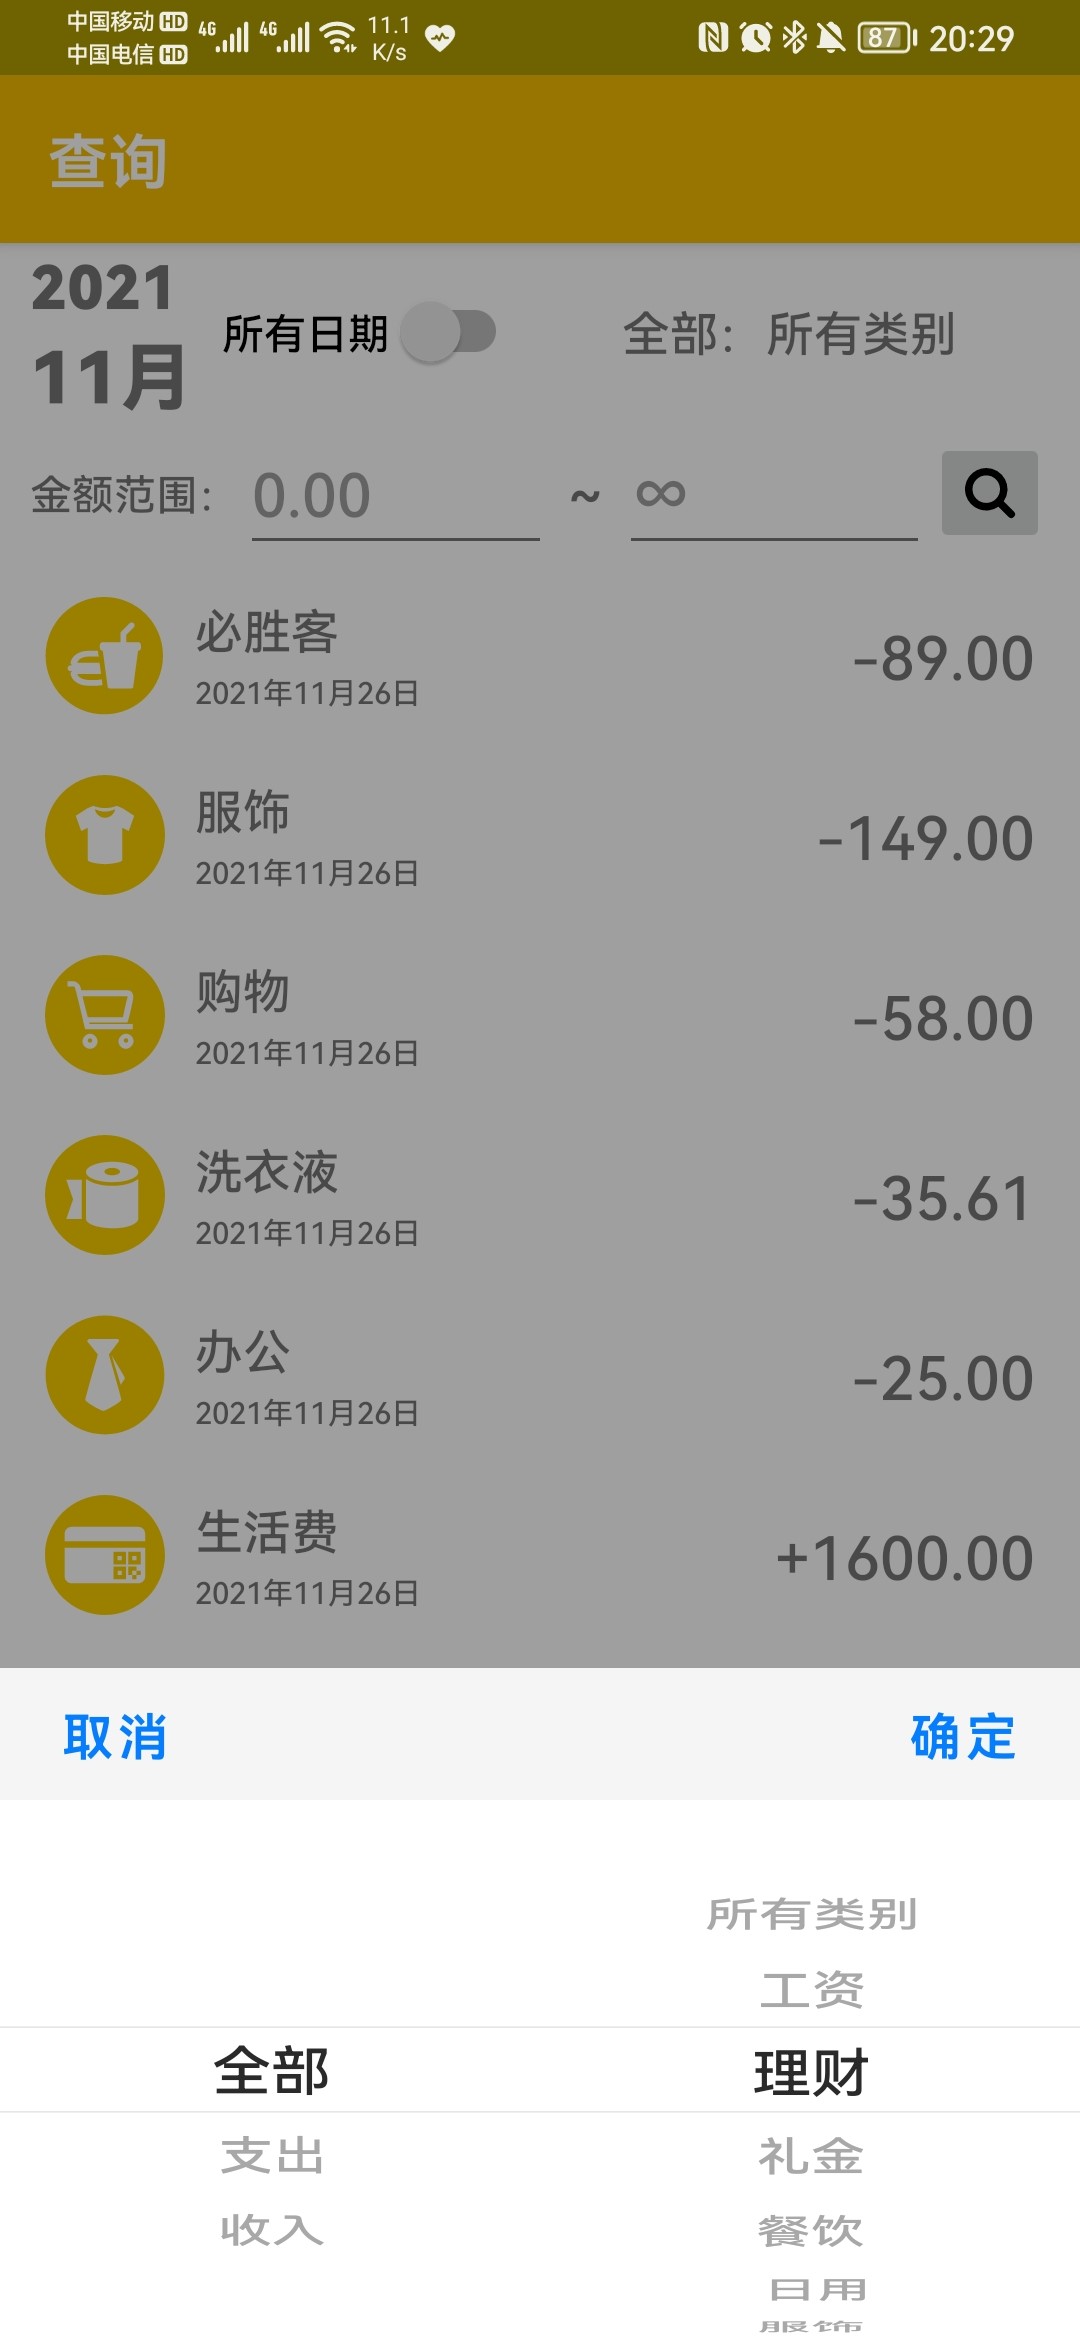 中国移动 HD 4G 4G 11.1 K/s 87 20:29
中国电信 HD
查询
2021
11月
所有日期
全部：所有类别
金额范围： 0.00 ~ ∞
必胜客
2021年11月26日
-89.00
服饰
2021年11月26日
-149.00
购物
2021年11月26日
-58.00
洗衣液
2021年11月26日
-35.61
办公
2021年11月26日
-25.00
生活费
2021年11月26日
+1600.00
取消 确定
所有类别
工资
全部 理财
支出 礼金
收入 餐饮
日用
服饰